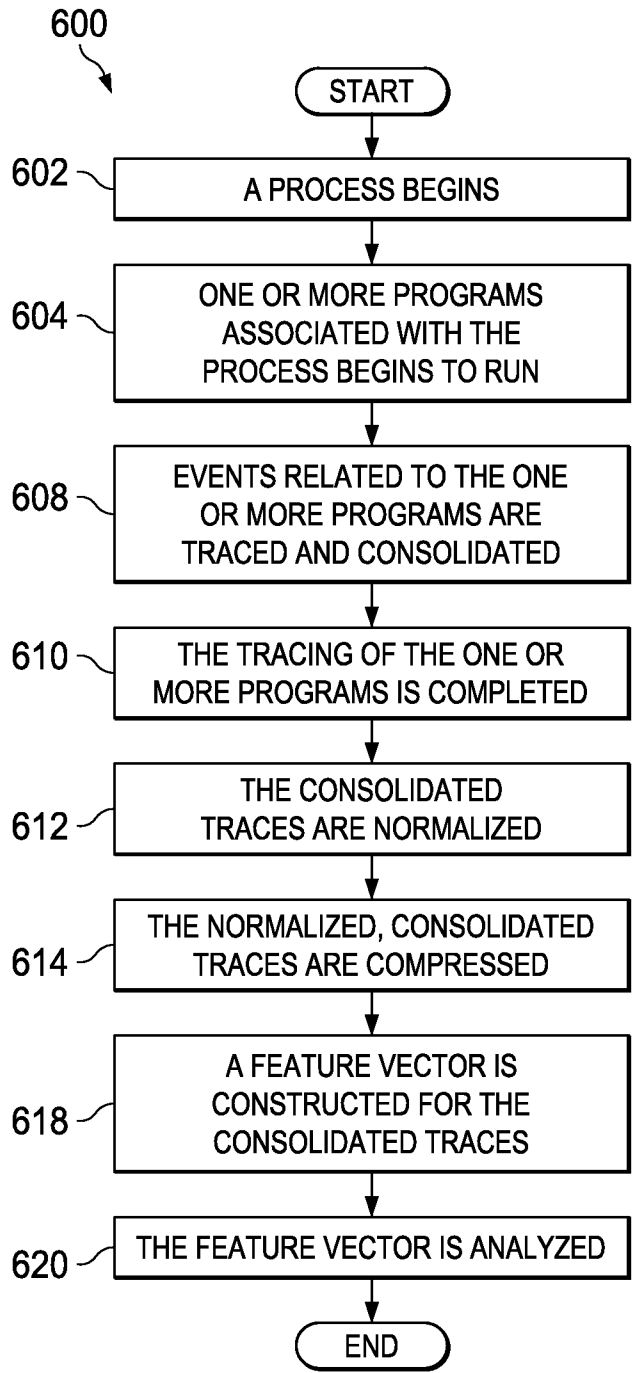 600
START
602
A PROCESS BEGINS
604
ONE OR MORE PROGRAMS
ASSOCIATED WITH THE
PROCESS BEGINS TO RUN
608
EVENTS RELATED TO THE ONE
OR MORE PROGRAMS ARE
TRACED AND CONSOLIDATED
610
THE TRACING OF THE ONE OR
MORE PROGRAMS IS COMPLETED
612
THE CONSOLIDATED
TRACES ARE NORMALIZED
614
THE NORMALIZED, CONSOLIDATED
TRACES ARE COMPRESSED
618
A FEATURE VECTOR IS
CONSTRUCTED FOR THE
CONSOLIDATED TRACES
620
THE FEATURE VECTOR IS ANALYZED
END